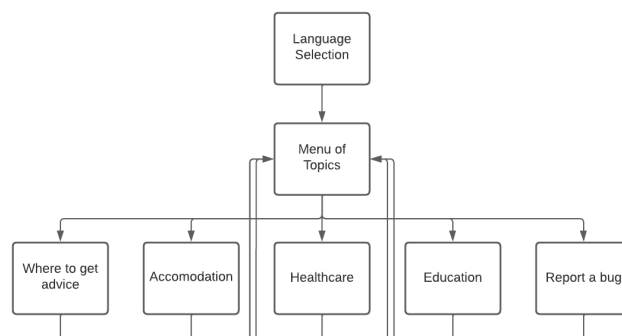 Language
Selection
Menu of
Topics
Where to get
advice
Accomodation
Healthcare
Education
Report a bug